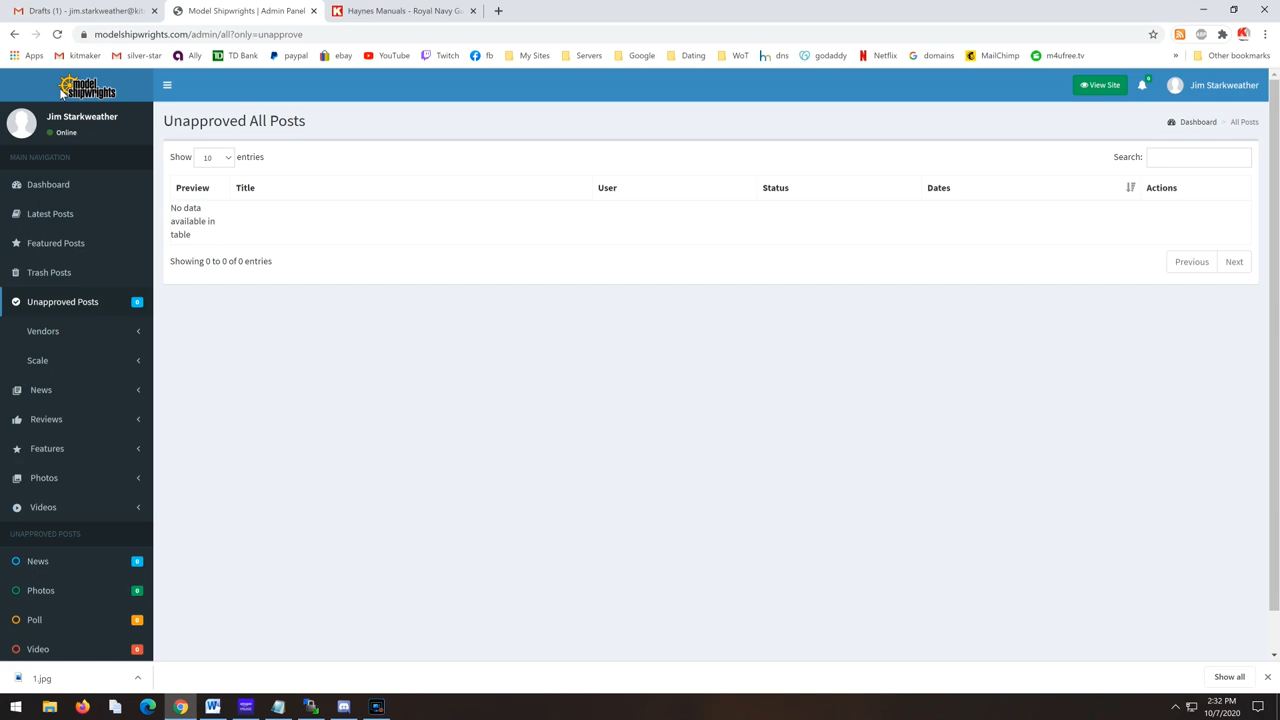 Drafts (1) - jim.starkweather@kit
Model Shipwrights | Admin Panel
Haynes Manuals - Royal Navy Gu
modelshipwrights.com/admin/all?only=unapprove
Apps
kitmaker
silver-star
Ally
TD Bank
paypal
ebay
YouTube
Twitch
fb
My Sites
Servers
Google
Dating
WoT
dns
godaddy
Netflix
domains
MailChimp
m4ufree.tv
»
Other bookmarks
model Shipwrights
View Site
0
Jim Starkweather
Jim Starkweather
Online
Unapproved All Posts
Dashboard > All Posts
MAIN NAVIGATION
Dashboard
Latest Posts
Featured Posts
Trash Posts
Unapproved Posts 0
Vendors
Scale
News
Reviews
Features
Photos
Videos
UNAPPROVED POSTS
News 0
Photos 0
Poll 0
Video 0
Show 10 entries
Search:
Preview Title User Status Dates Actions
No data
available in
table
Showing 0 to 0 of 0 entries
Previous Next
1.jpg
Show all
2:32 PM
10/7/2020